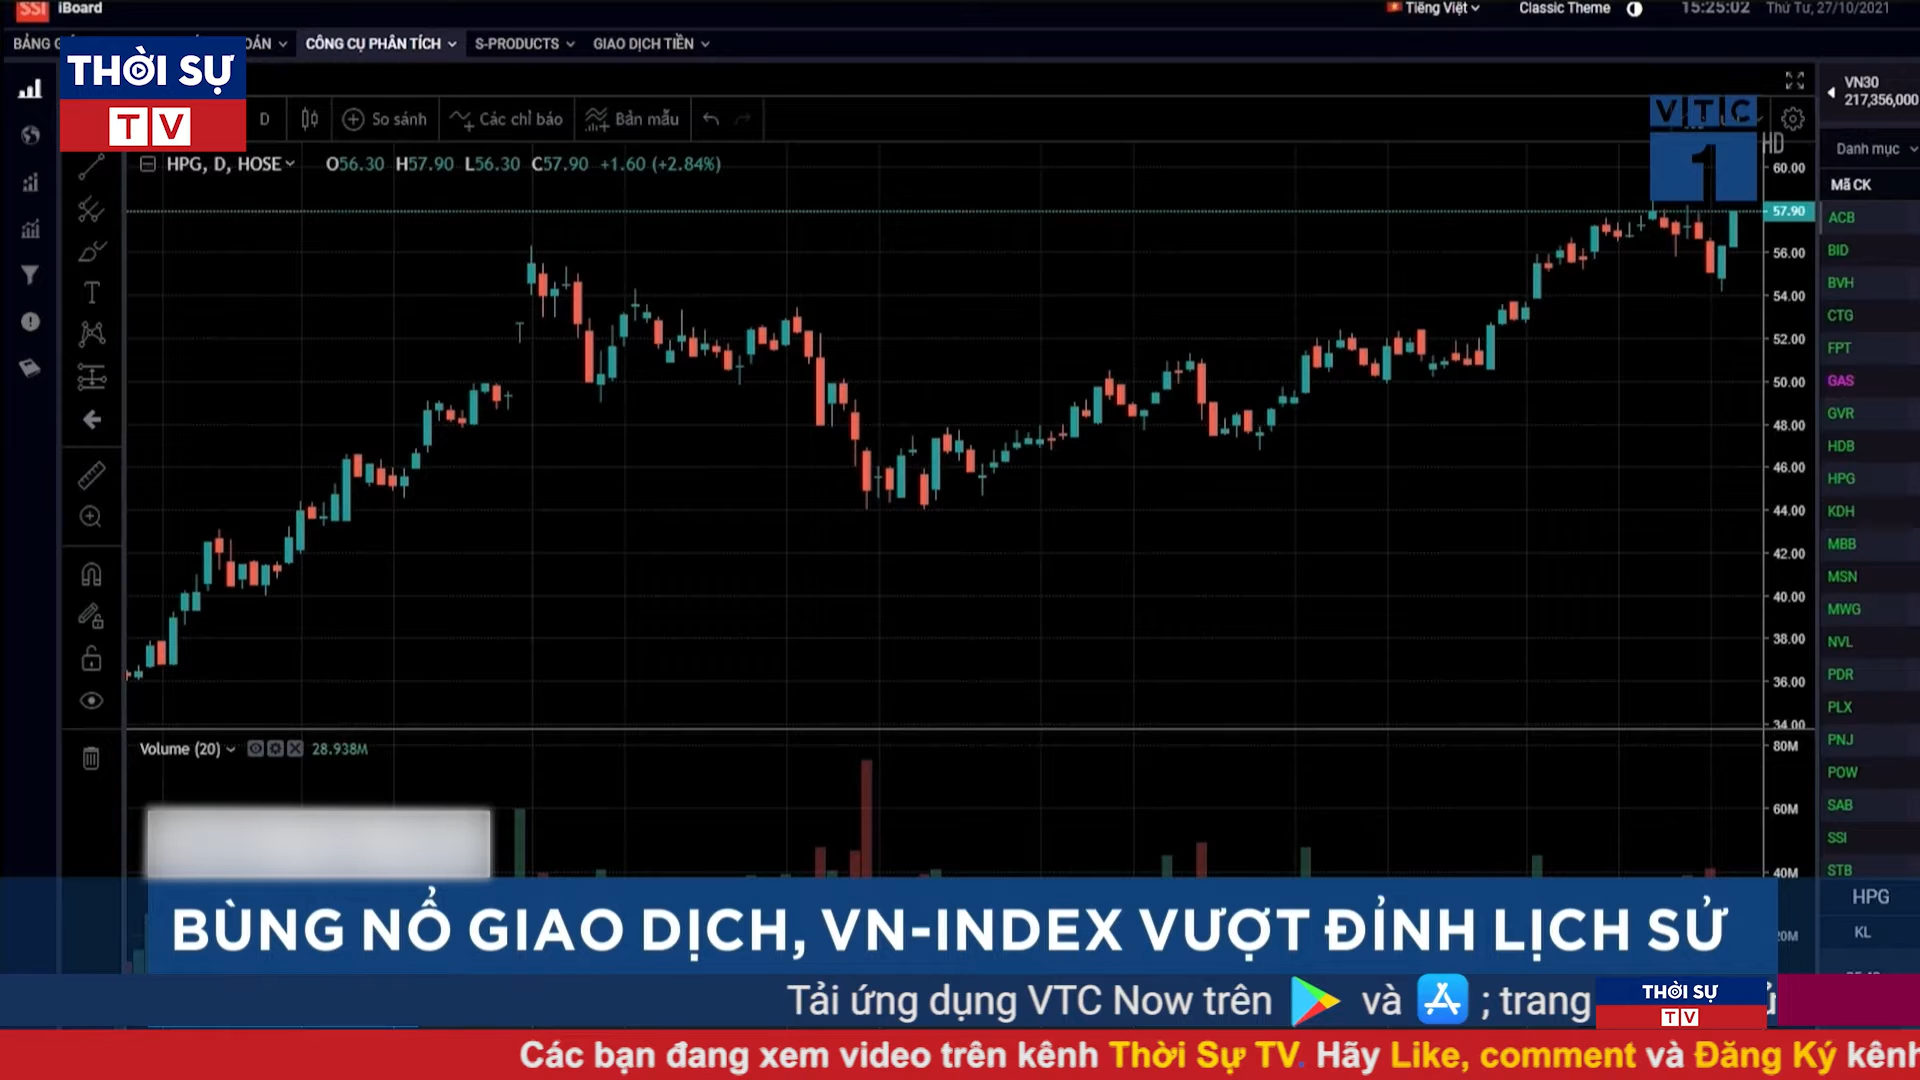 SSI iBoard
Tiếng Việt Classic Theme 15:25:02 Thứ Tư, 27/10/2021
BẢNG
CÔNG CỤ PHÂN TÍCH S-PRODUCTS GIAO DỊCH TIỀN
THỜI SỰ
TV
D So sánh Các chỉ báo Bản mẫu
VTC
1
HD
VN30
217,356,000
Danh mục
Mã CK
HPG, D, HOSE O56.30 H57.90 L56.30 C57.90 +1.60 (+2.84%)
60.00
57.90
56.00
54.00
52.00
50.00
48.00
46.00
44.00
42.00
40.00
38.00
36.00
34.00
ACB
BID
BVH
CTG
FPT
GAS
GVR
HDB
HPG
KDH
MBB
MSN
MWG
NVL
PDR
PLX
PNJ
POW
SAB
SSI
STB
HPG
KL
Volume (20) 28.938M
80M
60M
40M
20M
BÙNG NỔ GIAO DỊCH, VN-INDEX VƯỢT ĐỈNH LỊCH SỬ
Tải ứng dụng VTC Now trên và ; trang
THỜI SỰ
TV
Các bạn đang xem video trên kênh Thời Sự TV. Hãy Like, comment và Đăng Ký kênh